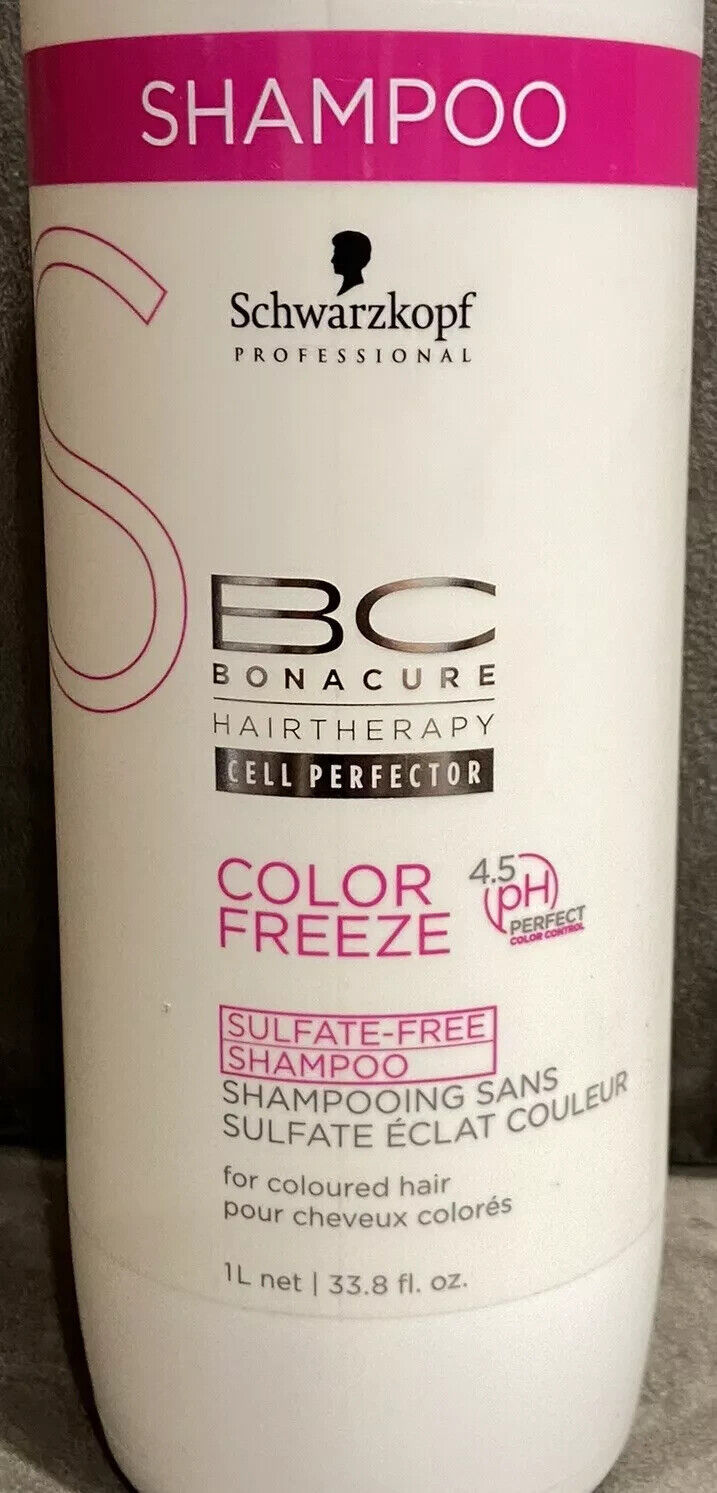 SHAMPOO
Schwarzkopf
PROFESSIONAL
BC
BONACURE
HAIRTHERAPY
CELL PERFECTOR
COLOR
FREEZE
4.5
pH
PERFECT
COLOR CONTROL
SULFATE-FREE
SHAMPOO
SHAMPOOING SANS
SULFATE ÉCLAT COULEUR
for coloured hair
pour cheveux colorés
1L net | 33.8 fl. oz.